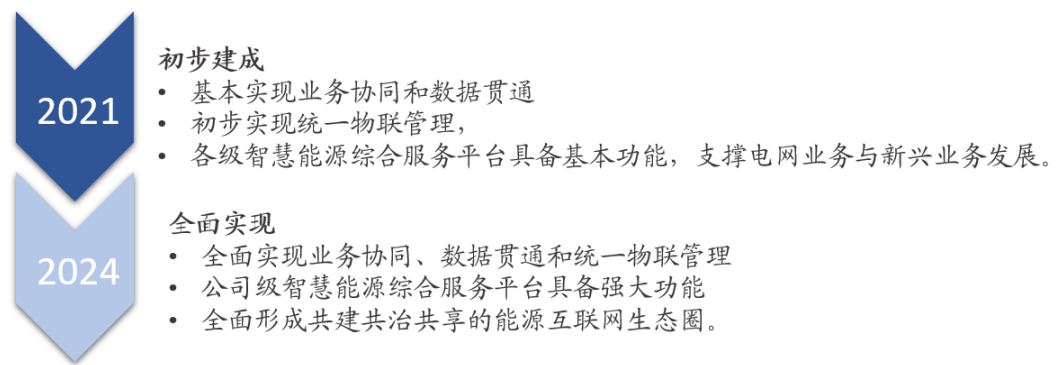 2021
初步建成
• 基本实现业务协同和数据贯通
• 初步实现统一物联管理，
• 各级智慧能源综合服务平台具备基本功能，支撑电网业务与新兴业务发展。
2024
全面实现
• 全面实现业务协同、数据贯通和统一物联管理
• 公司级智慧能源综合服务平台具备强大功能
• 全面形成共建共治共享的能源互联网生态圈。